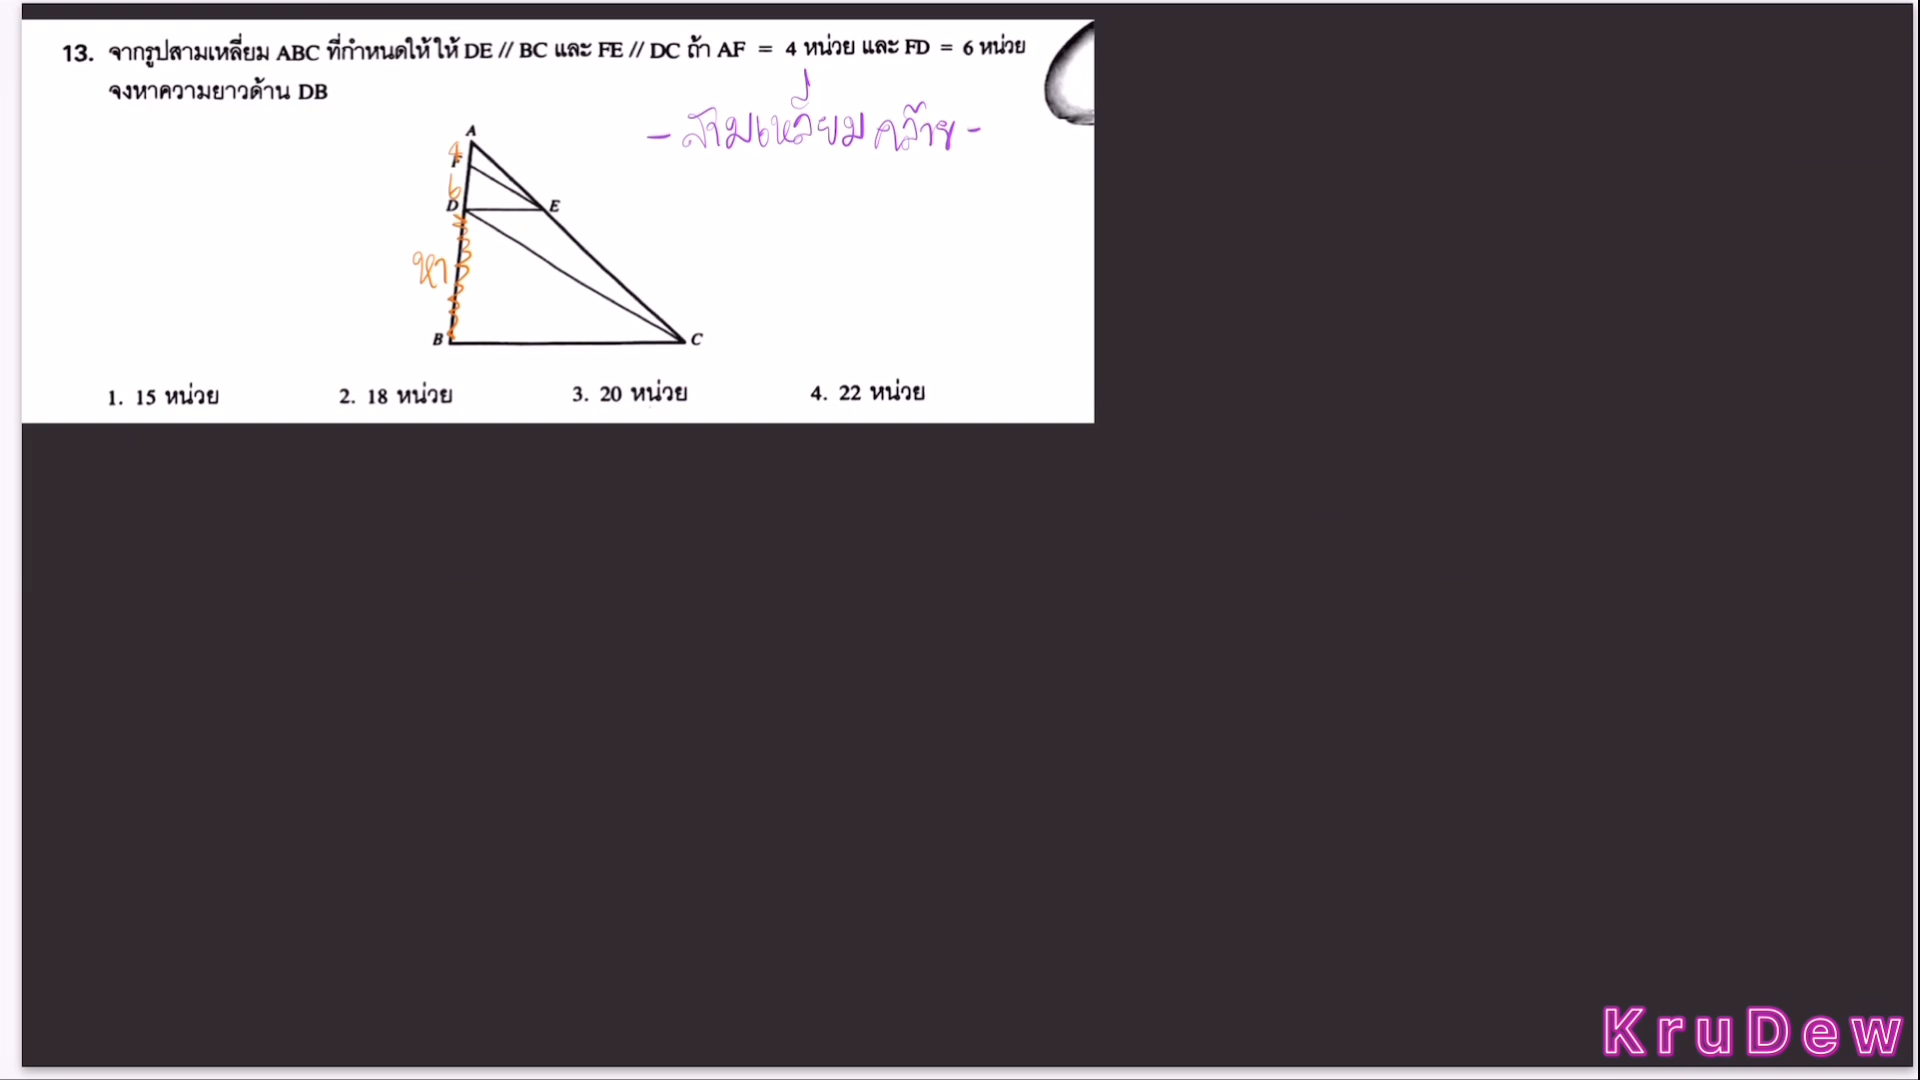 13. จากรูปสามเหลี่ยม ABC ที่กำหนดให้ ให้ DE // BC และ FE // DC ถ้า AF = 4 หน่วย และ FD = 6 หน่วย
จงหาความยาวด้าน DB
- สามเหลี่ยมคล้าย -
A
4
F
6
D E
หา
B C
1. 15 หน่วย 2. 18 หน่วย 3. 20 หน่วย 4. 22 หน่วย
KruDew